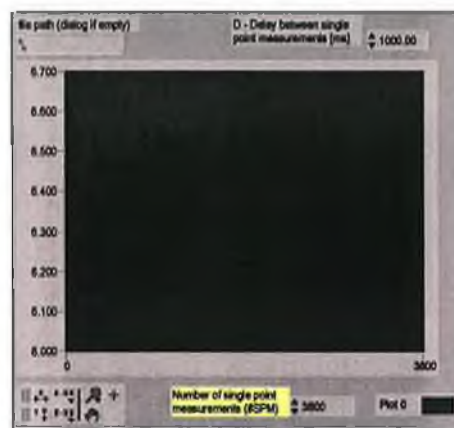 file path (dialog if empty)
D - Delay between single
point measurements [ms]
1000.00
6.700
6.600
6.500
6.400
6.300
6.200
6.100
6.000
0
3800
Number of single point
measurements (#SPM)
3800
Plot 0